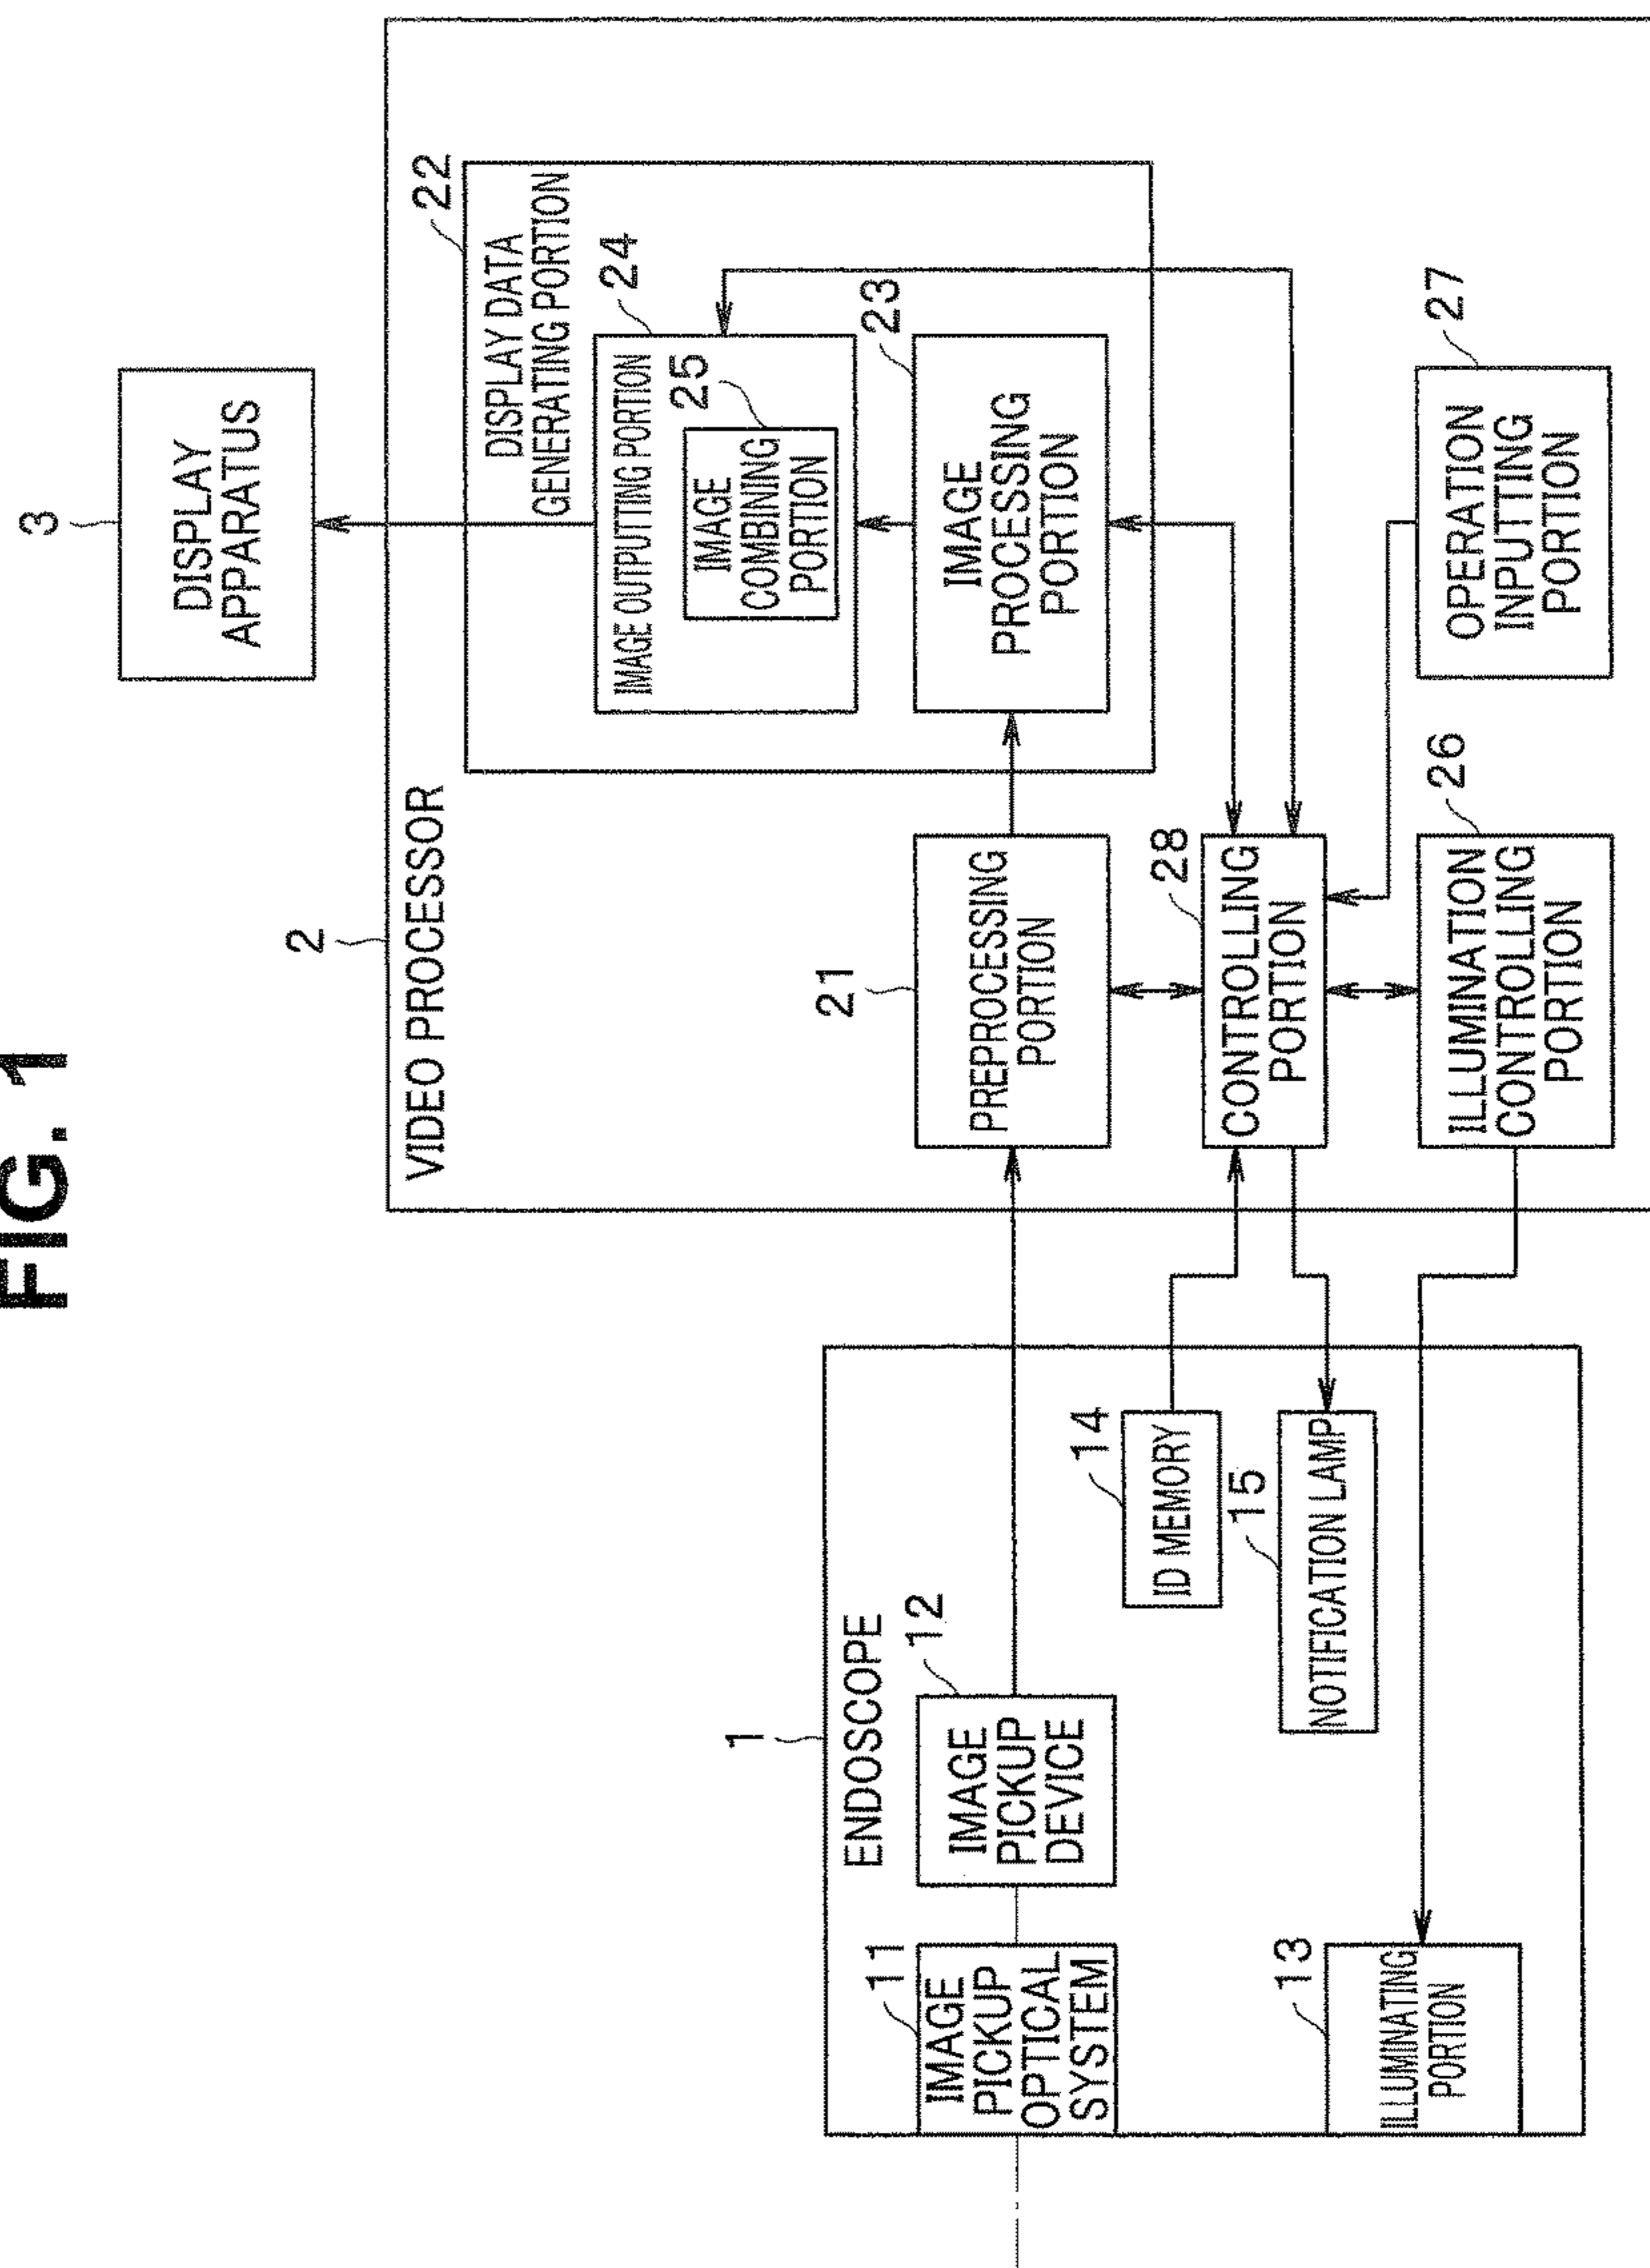 FIG. 1
3
DISPLAY
APPARATUS
2
VIDEO PROCESSOR
22
DISPLAY DATA
GENERATING PORTION
24
IMAGE OUTPUTTING PORTION
25
IMAGE
COMBINING
PORTION
1
ENDOSCOPE
11
IMAGE
PICKUP
OPTICAL
SYSTEM
12
IMAGE
PICKUP
DEVICE
21
PREPROCESSING
PORTION
23
IMAGE
PROCESSING
PORTION
14
ID MEMORY
28
CONTROLLING
PORTION
15
NOTIFICATION LAMP
13
ILLUMINATING
PORTION
26
ILLUMINATION
CONTROLLING
PORTION
27
OPERATION
INPUTTING
PORTION